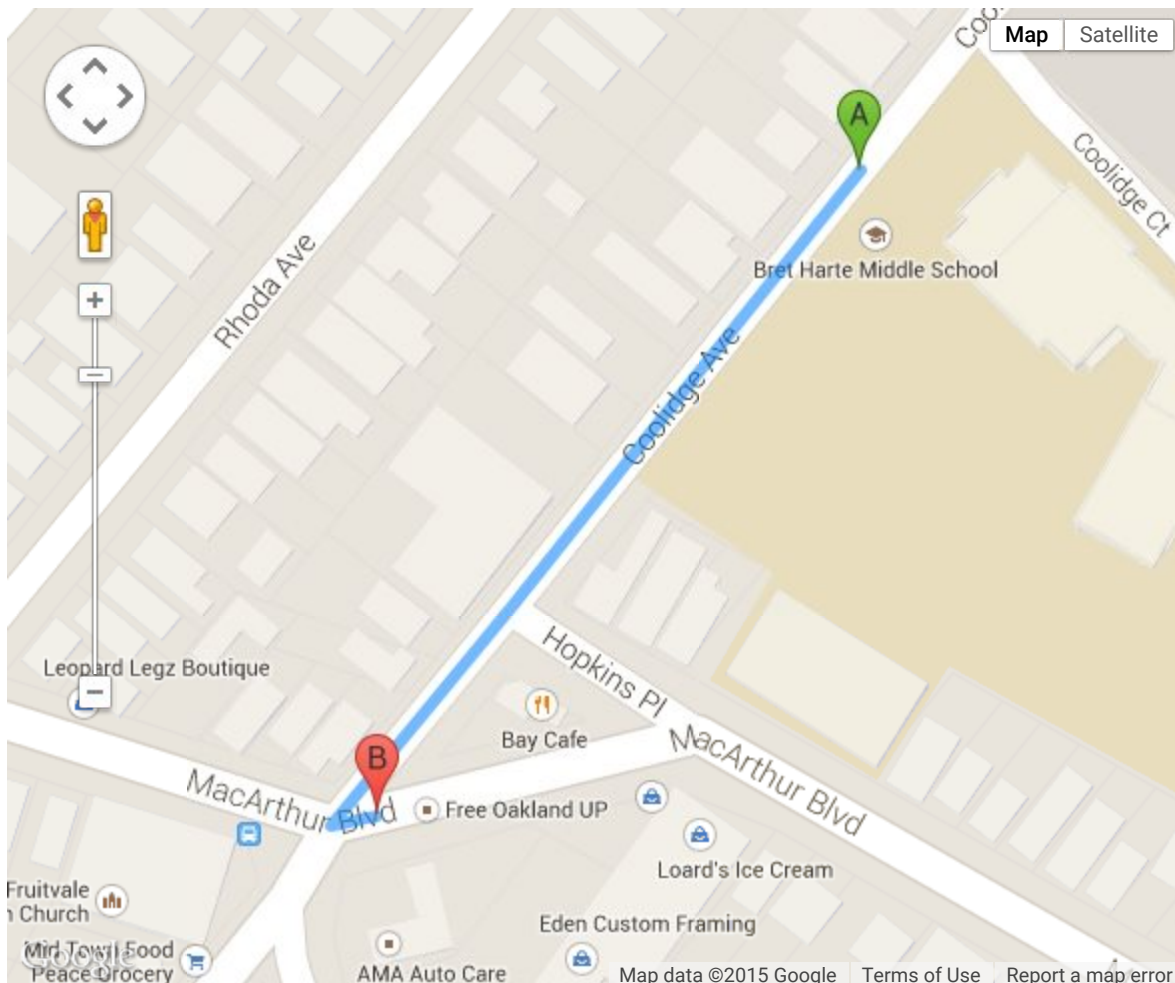 Coo
Map
Satellite
A
Coolidge Ct
Rhoda Ave
Bret Harte Middle School
Coolidge Ave
Hopkins Pl
Leopard Legz Boutique
Bay Cafe
B
MacArthur Blvd
MacArthur Blvd
Free Oakland UP
Loard's Ice Cream
Fruitvale
n Church
Eden Custom Framing
Mid Town Food
Peace Grocery
Google
AMA Auto Care
Map data ©2015 Google
Terms of Use
Report a map error